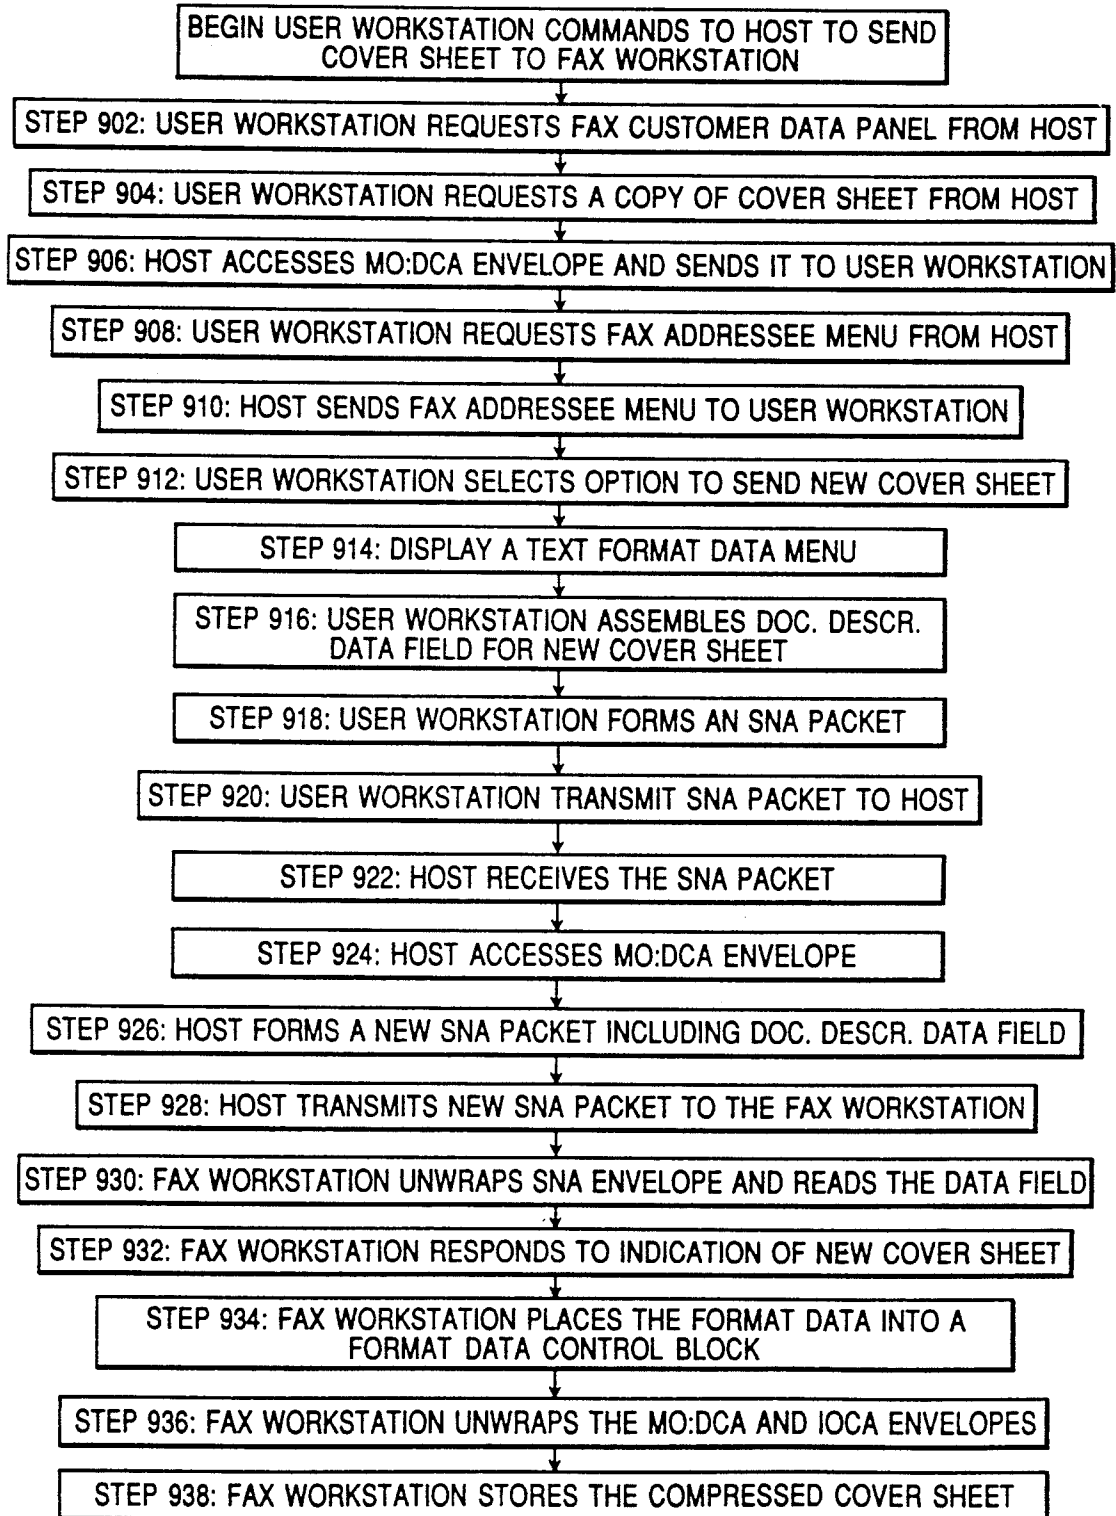 BEGIN USER WORKSTATION COMMANDS TO HOST TO SEND
COVER SHEET TO FAX WORKSTATION
STEP 902: USER WORKSTATION REQUESTS FAX CUSTOMER DATA PANEL FROM HOST
STEP 904: USER WORKSTATION REQUESTS A COPY OF COVER SHEET FROM HOST
STEP 906: HOST ACCESSES MO:DCA ENVELOPE AND SENDS IT TO USER WORKSTATION
STEP 908: USER WORKSTATION REQUESTS FAX ADDRESSEE MENU FROM HOST
STEP 910: HOST SENDS FAX ADDRESSEE MENU TO USER WORKSTATION
STEP 912: USER WORKSTATION SELECTS OPTION TO SEND NEW COVER SHEET
STEP 914: DISPLAY A TEXT FORMAT DATA MENU
STEP 916: USER WORKSTATION ASSEMBLES DOC. DESCR.
DATA FIELD FOR NEW COVER SHEET
STEP 918: USER WORKSTATION FORMS AN SNA PACKET
STEP 920: USER WORKSTATION TRANSMIT SNA PACKET TO HOST
STEP 922: HOST RECEIVES THE SNA PACKET
STEP 924: HOST ACCESSES MO:DCA ENVELOPE
STEP 926: HOST FORMS A NEW SNA PACKET INCLUDING DOC. DESCR. DATA FIELD
STEP 928: HOST TRANSMITS NEW SNA PACKET TO THE FAX WORKSTATION
STEP 930: FAX WORKSTATION UNWRAPS SNA ENVELOPE AND READS THE DATA FIELD
STEP 932: FAX WORKSTATION RESPONDS TO INDICATION OF NEW COVER SHEET
STEP 934: FAX WORKSTATION PLACES THE FORMAT DATA INTO A
FORMAT DATA CONTROL BLOCK
STEP 936: FAX WORKSTATION UNWRAPS THE MO:DCA AND IOCA ENVELOPES
STEP 938: FAX WORKSTATION STORES THE COMPRESSED COVER SHEET